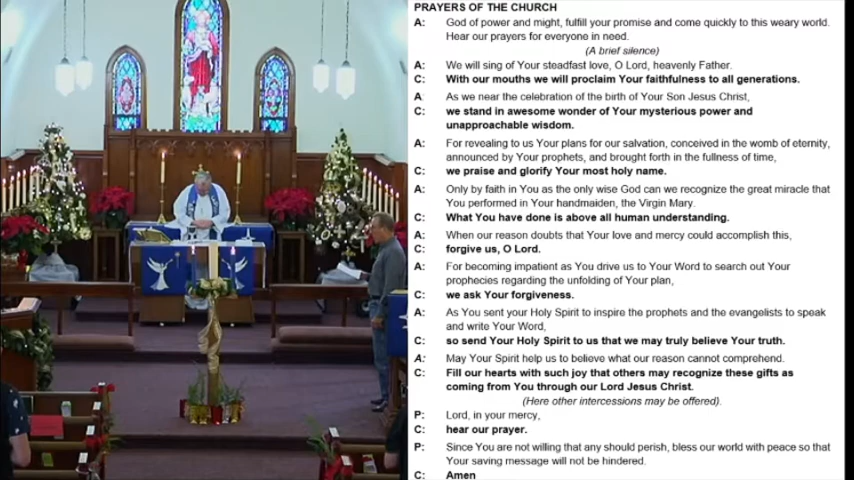 PRAYERS OF THE CHURCH
A: God of power and might, fulfill your promise and come quickly to this weary world.
Hear our prayers for everyone in need.
(A brief silence)
A: We will sing of Your steadfast love, O Lord, heavenly Father.
C: With our mouths we will proclaim Your faithfulness to all generations.
A: As we near the celebration of the birth of Your Son Jesus Christ,
C: we stand in awesome wonder of Your mysterious power and
unapproachable wisdom.
A: For revealing to us Your plans for our salvation, conceived in the womb of eternity,
announced by Your prophets, and brought forth in the fullness of time,
C: we praise and glorify Your most holy name.
A: Only by faith in You as the only wise God can we recognize the great miracle that
You performed in Your handmaiden, the Virgin Mary.
C: What You have done is above all human understanding.
A: When our reason doubts that Your love and mercy could accomplish this,
C: forgive us, O Lord.
A: For becoming impatient as You drive us to Your Word to search out Your
prophecies regarding the unfolding of Your plan,
C: we ask Your forgiveness.
A: As You sent your Holy Spirit to inspire the prophets and the evangelists to speak
and write Your Word,
C: so send Your Holy Spirit to us that we may truly believe Your truth.
A: May Your Spirit help us to believe what our reason cannot comprehend.
C: Fill our hearts with such joy that others may recognize these gifts as
coming from You through our Lord Jesus Christ.
(Here other intercessions may be offered).
P: Lord, in your mercy,
C: hear our prayer.
P: Since You are not willing that any should perish, bless our world with peace so that
Your saving message will not be hindered.
C: Amen